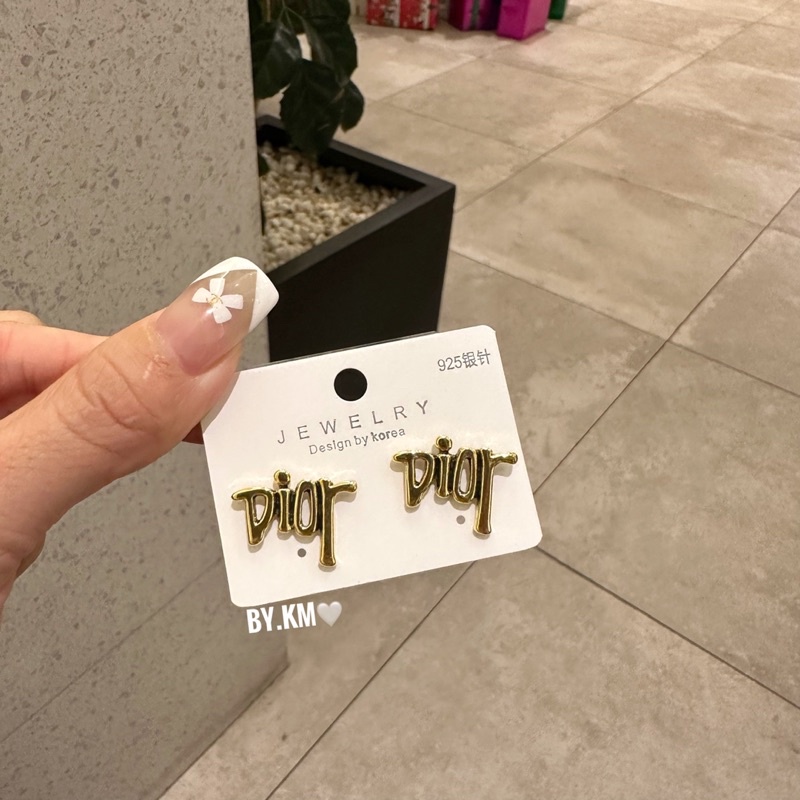 925银针
JEWELRY
Design by korea
Dior Dior
BY.KM🤍